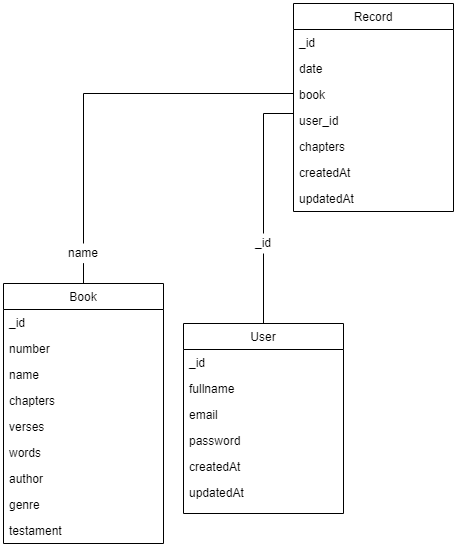 Record
_id
date
book
user_id
chapters
createdAt
updatedAt
name
_id
Book
_id
number
name
chapters
verses
words
author
genre
testament
User
_id
fullname
email
password
createdAt
updatedAt